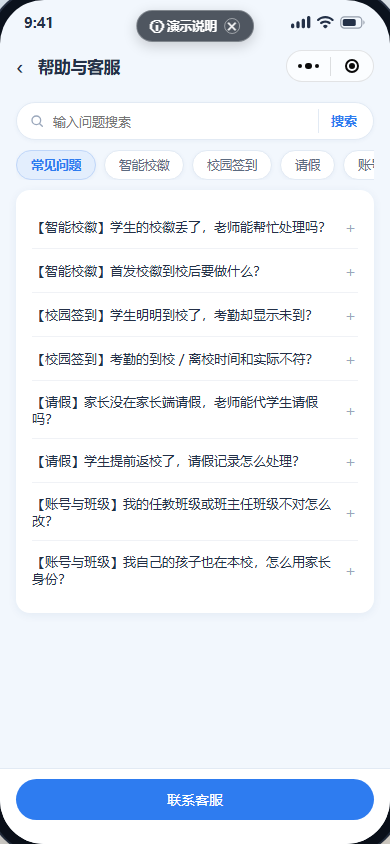 9:41
演示说明
帮助与客服
输入问题搜索
搜索
常见问题
智能校徽
校园签到
请假
【智能校徽】学生的校徽丢了，老师能帮忙处理吗？
【智能校徽】首发校徽到校后要做什么？
【校园签到】学生明明到校了，考勤却显示未到？
【校园签到】考勤的到校 / 离校时间和实际不符？
【请假】家长没在家长端请假，老师能代学生请假
吗？
【请假】学生提前返校了，请假记录怎么处理？
【账号与班级】我的任教班级或班主任班级不对怎么
改？
【账号与班级】我自己的孩子也在本校，怎么用家长
身份？
联系客服